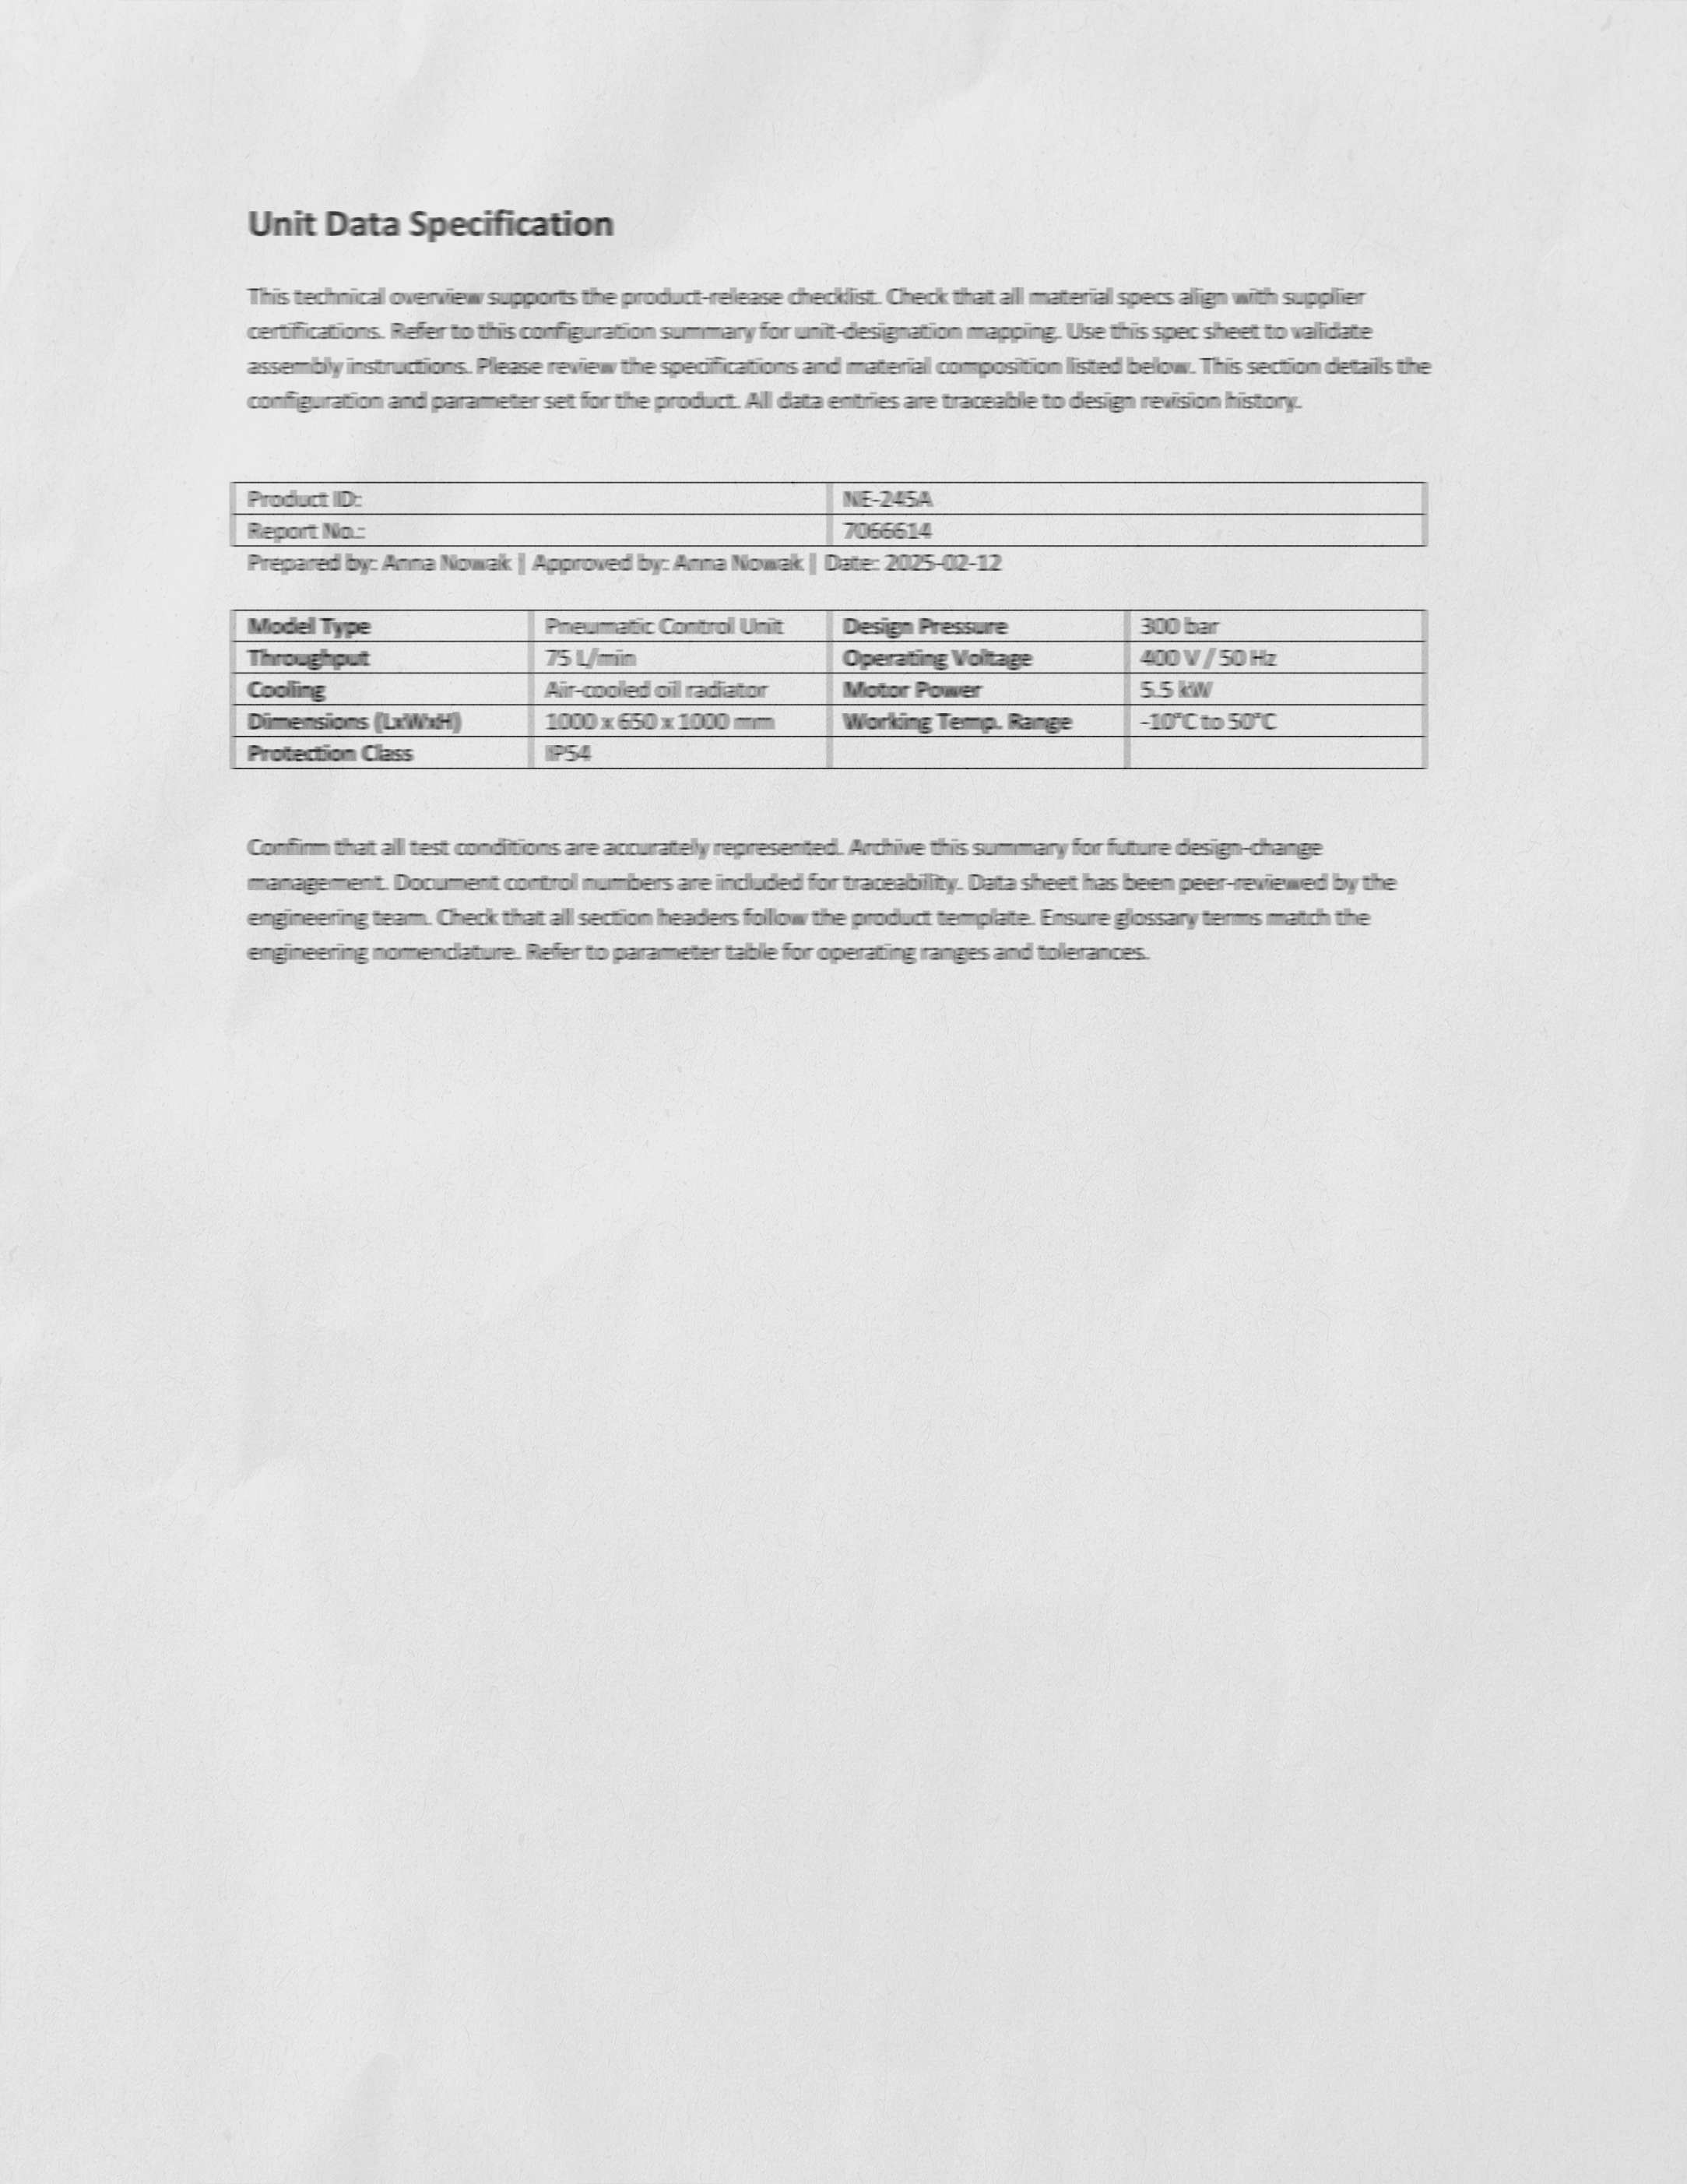 Unit Data Specification
This technical overview supports the product-release checklist. Check that all material specs align with supplier
certifications. Refer to this configuration summary for unit-designation mapping. Use this spec sheet to validate
assembly instructions. Please review the specifications and material composition listed below. This section details the
configuration and parameter set for the product. All data entries are traceable to design revision history.
Product ID: NE-245A
Report No.: 7066614
Prepared by: Anna Nowak | Approved by: Anna Nowak | Date: 2025-02-12
Model Type Pneumatic Control Unit Design Pressure 300 bar
Throughput 75 L/min Operating Voltage 400 V / 50 Hz
Cooling Air-cooled oil radiator Motor Power 5.5 kW
Dimensions (LxWxH) 1000 x 650 x 1000 mm Working Temp. Range -10°C to 50°C
Protection Class IP54
Confirm that all test conditions are accurately represented. Archive this summary for future design-change
management. Document control numbers are included for traceability. Data sheet has been peer-reviewed by the
engineering team. Check that all section headers follow the product template. Ensure glossary terms match the
engineering nomenclature. Refer to parameter table for operating ranges and tolerances.